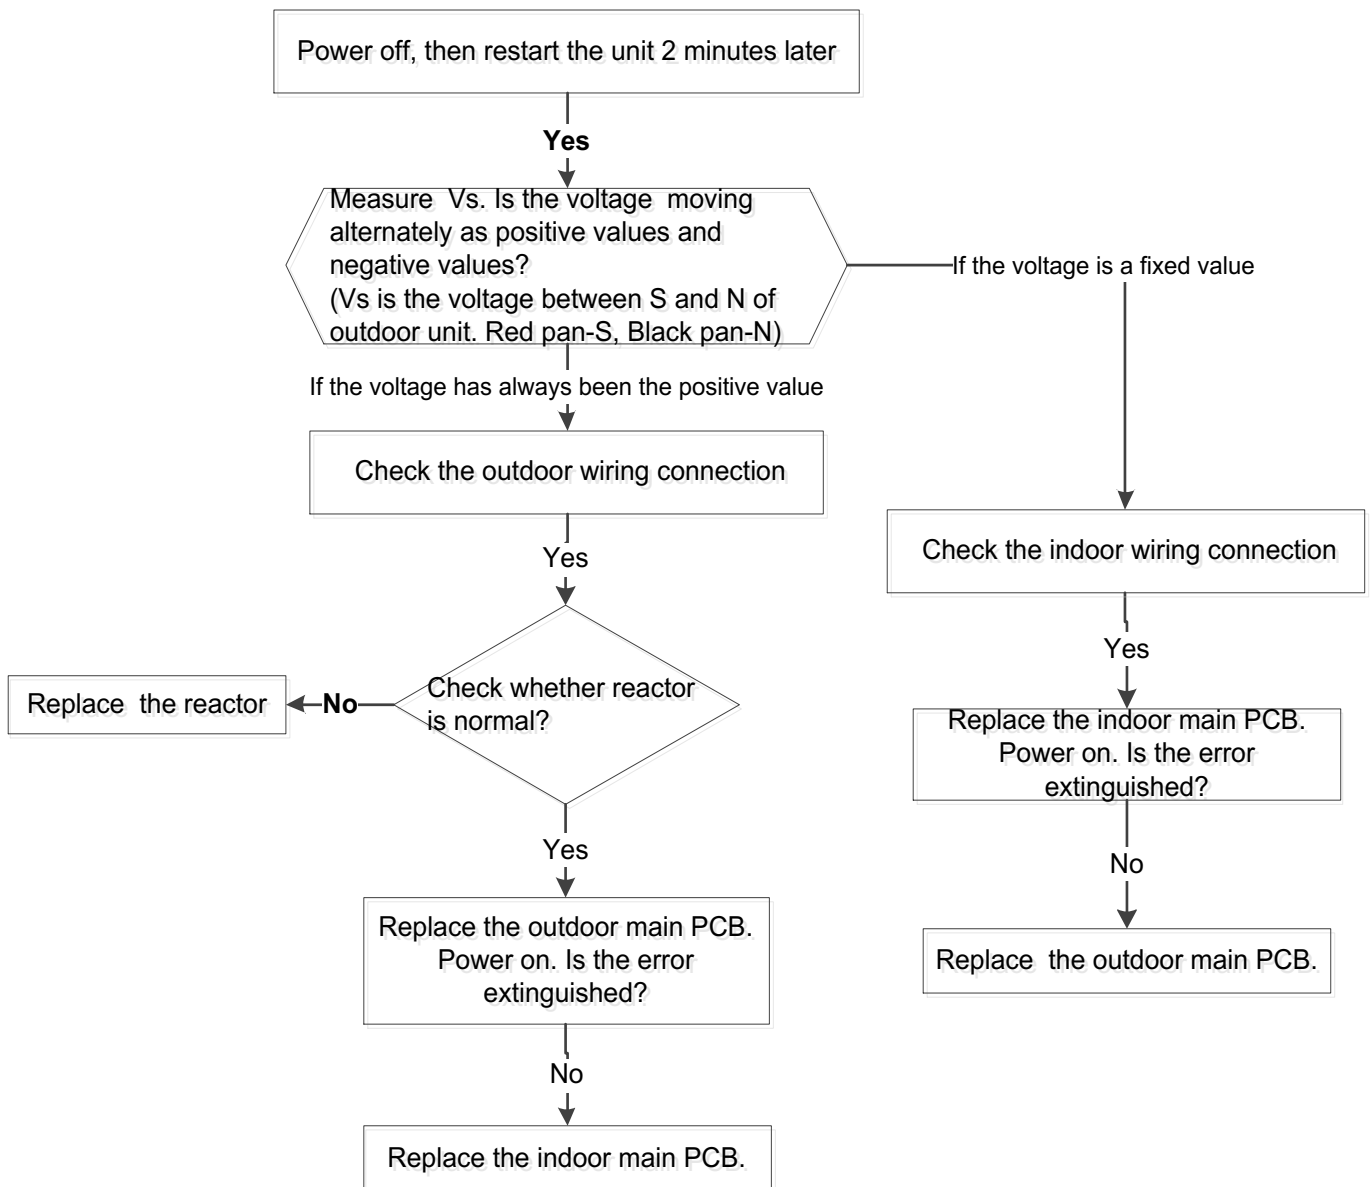 Power off, then restart the unit 2 minutes later
Yes
Measure Vs. Is the voltage moving
alternately as positive values and
negative values?
(Vs is the voltage between S and N of
outdoor unit. Red pan-S, Black pan-N)
If the voltage is a fixed value
If the voltage has always been the positive value
Check the outdoor wiring connection
Check the indoor wiring connection
Yes
Yes
Check whether reactor
is normal?
No
Replace the reactor
Replace the indoor main PCB.
Power on. Is the error
extinguished?
Yes
No
Replace the outdoor main PCB.
Power on. Is the error
extinguished?
Replace the outdoor main PCB.
No
Replace the indoor main PCB.